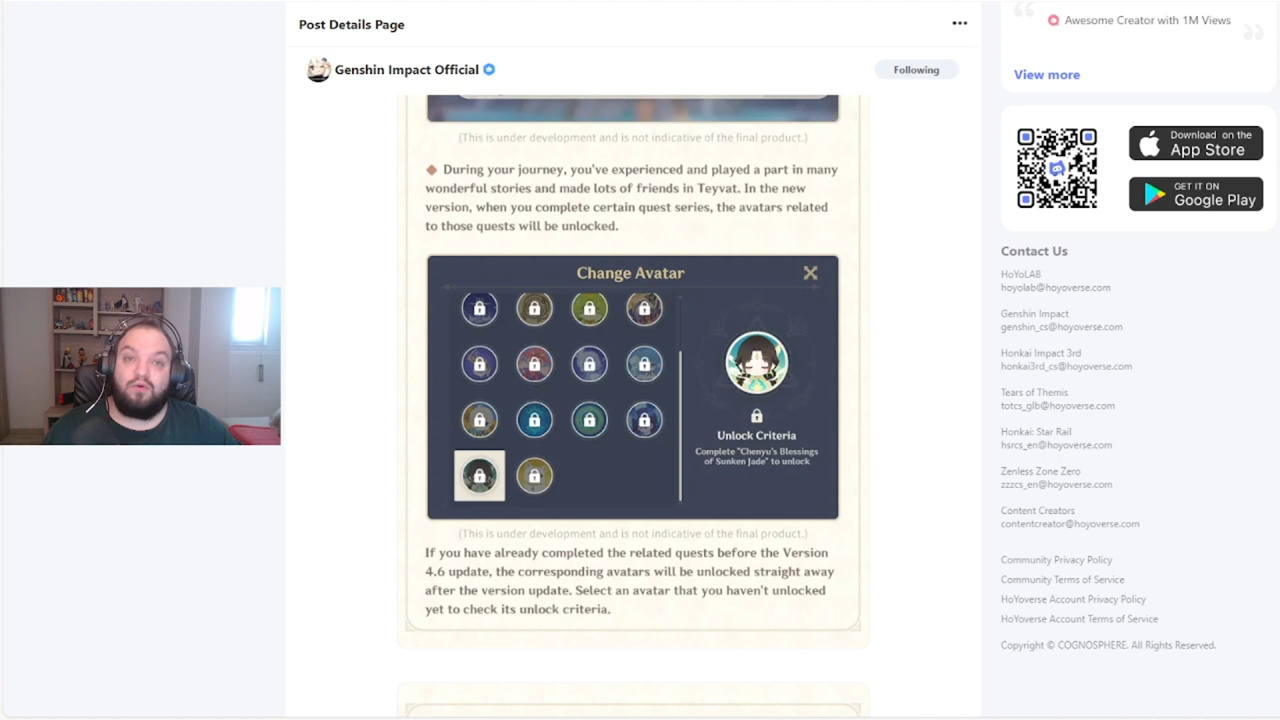 Post Details Page
Genshin Impact Official
Following
(This is under development and is not indicative of the final product.)
During your journey, you've experienced and played a part in many
wonderful stories and made lots of friends in Teyvat. In the new
version, when you complete certain quest series, the avatars related
to those quests will be unlocked.
Change Avatar
Unlock Criteria
Complete "Chenyu's Blessings
of Sunken Jade" to unlock
(This is under development and is not indicative of the final product.)
If you have already completed the related quests before the Version
4.6 update, the corresponding avatars will be unlocked straight away
after the version update. Select an avatar that you haven't unlocked
yet to check its unlock criteria.
Awesome Creator with 1M Views
View more
Download on the
App Store
GET IT ON
Google Play
Contact Us
HoYoLAB
hoyolab@hoyoverse.com
Genshin Impact
genshin_cs@hoyoverse.com
Honkai Impact 3rd
honkai3rd_cs@hoyoverse.com
Tears of Themis
totcs_glb@hoyoverse.com
Honkai: Star Rail
hsrcs_en@hoyoverse.com
Zenless Zone Zero
zzzcs_en@hoyoverse.com
Content Creators
contentcreator@hoyoverse.com
Community Privacy Policy
Community Terms of Service
HoYoverse Account Privacy Policy
HoYoverse Account Terms of Service
Copyright © COGNOSPHERE. All Rights Reserved.